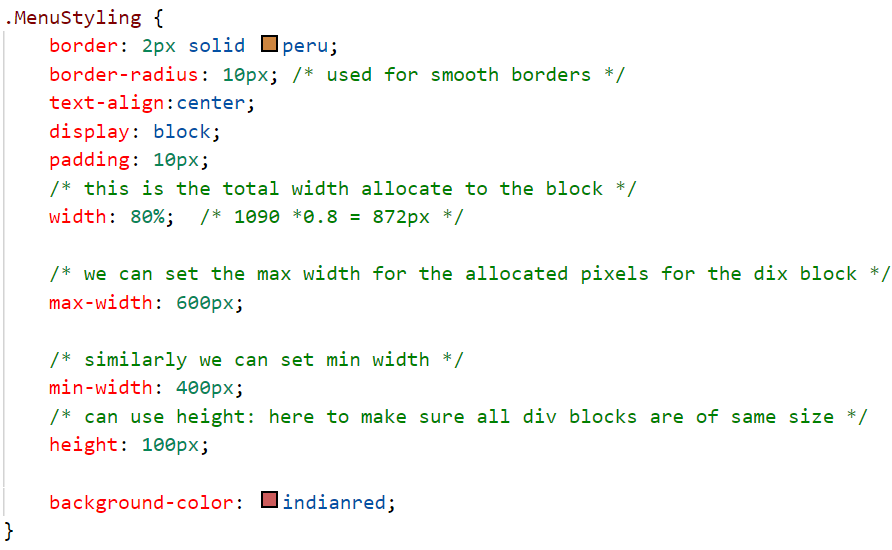 .MenuStyling {
border: 2px solid peru;
border-radius: 10px; /* used for smooth borders */
text-align:center;
display: block;
padding: 10px;
/* this is the total width allocate to the block */
width: 80%;  /* 1090 *0.8 = 872px */
/* we can set the max width for the allocated pixels for the dix block */
max-width: 600px;
/* similarly we can set min width */
min-width: 400px;
/* can use height: here to make sure all div blocks are of same size */
height: 100px;
background-color: indianred;
}